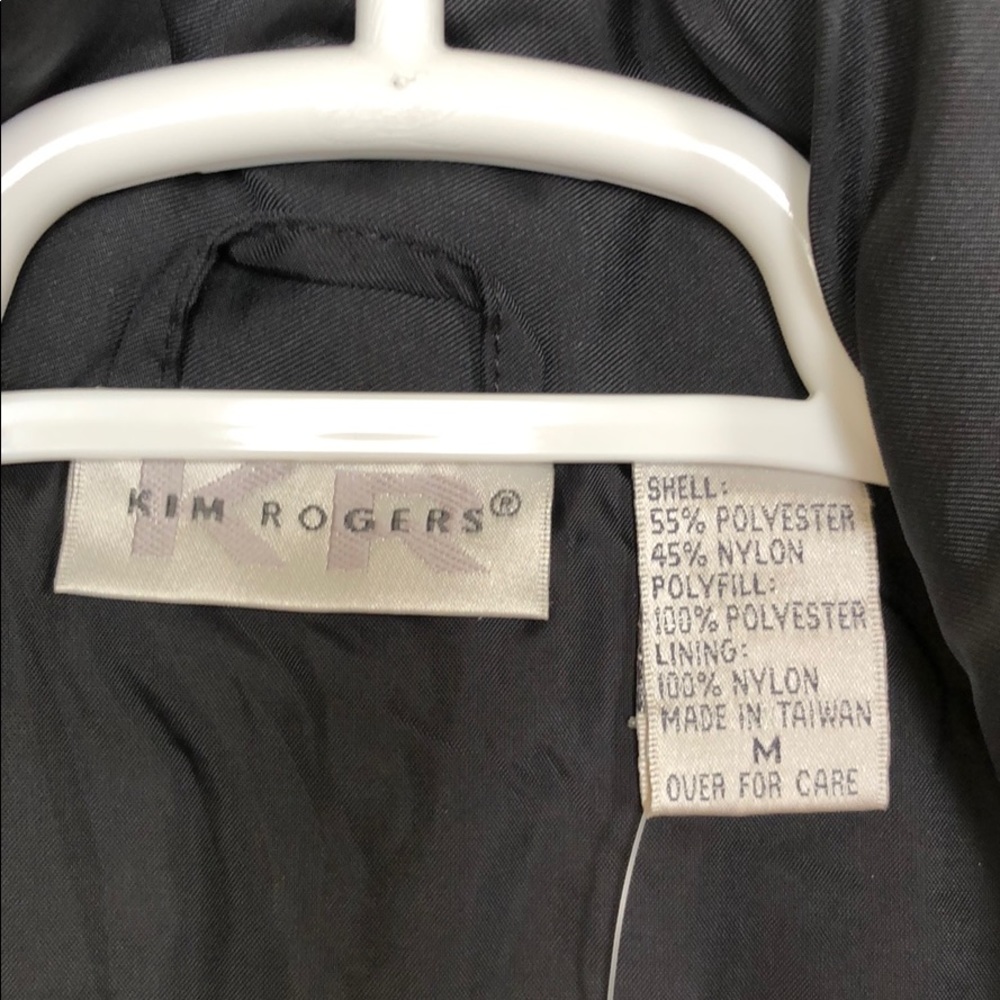 KR
KIM ROGERS®
SHELL:
55% POLYESTER
45% NYLON
POLYFILL:
100% POLYESTER
LINING:
100% NYLON
MADE IN TAIWAN
M
OVER FOR CARE